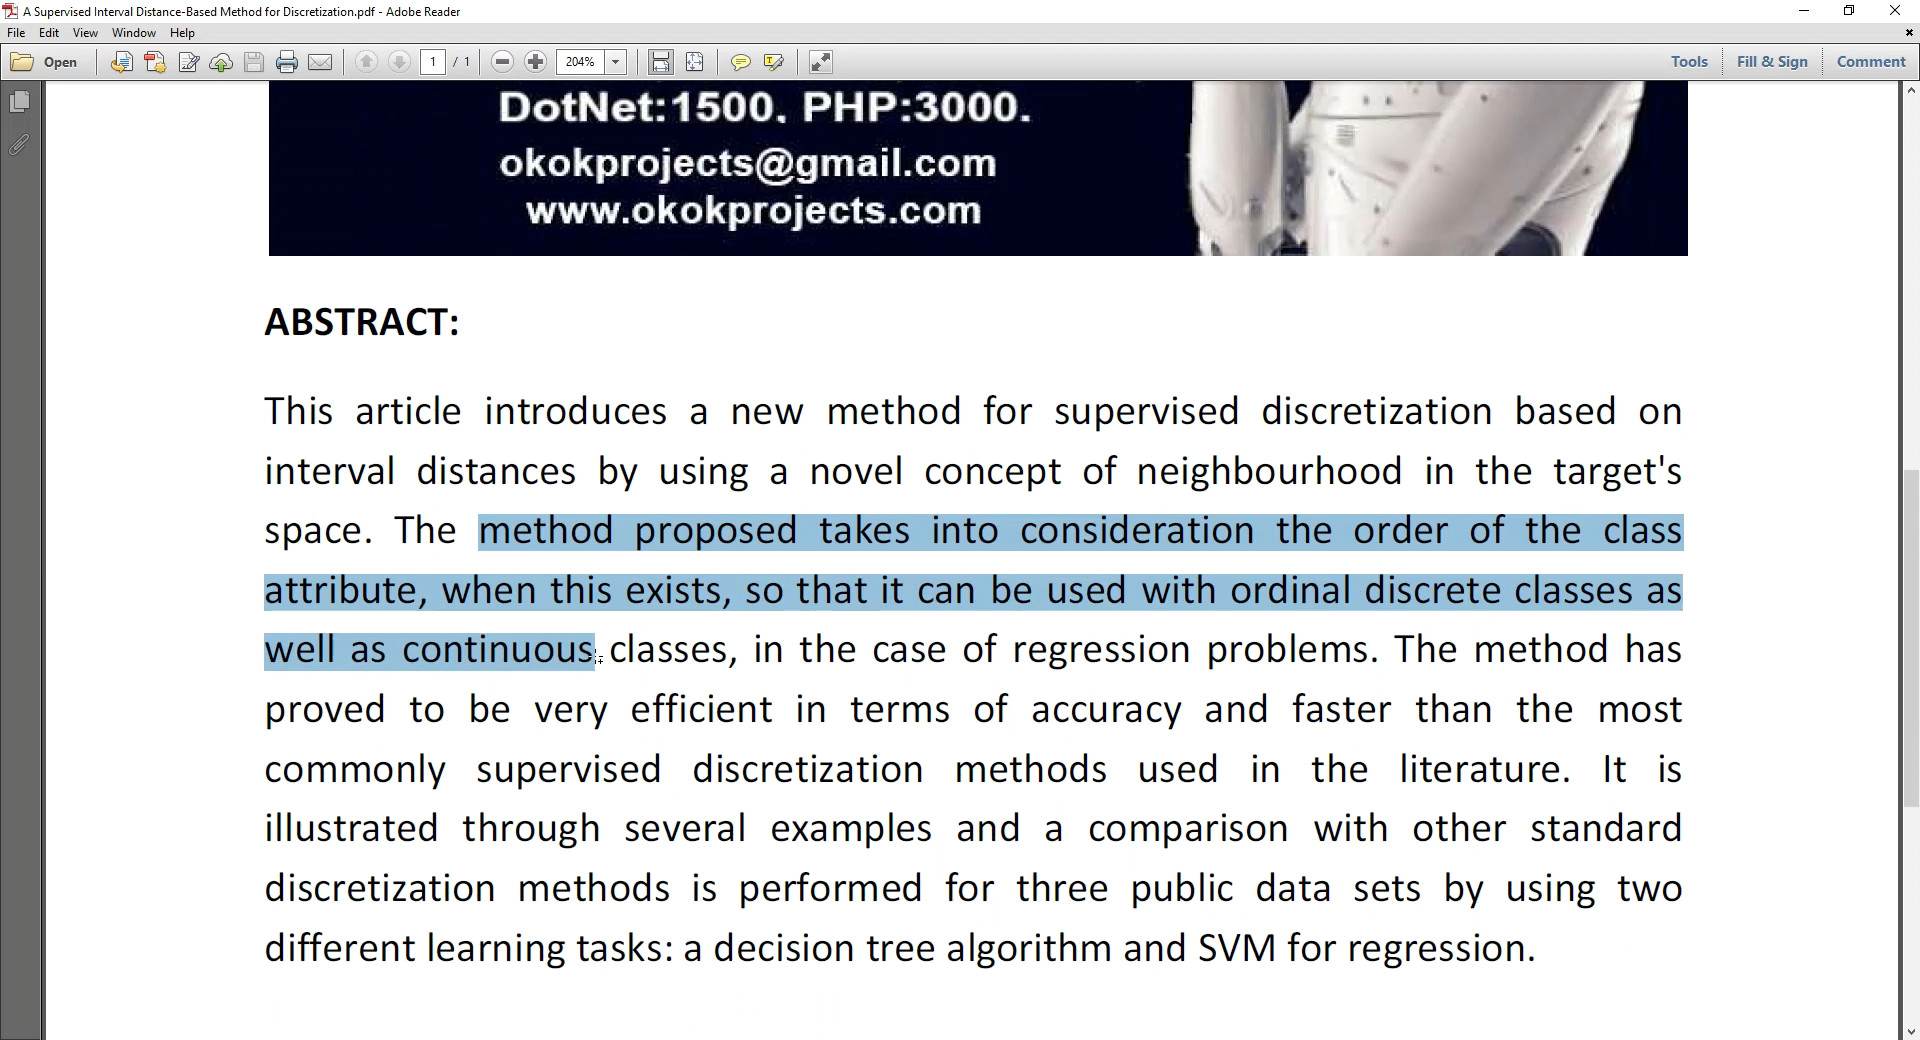 A Supervised Interval Distance-Based Method for Discretization.pdf - Adobe Reader
File Edit View Window Help
Open 1 / 1 204% Tools Fill & Sign Comment
DotNet:1500, PHP:3000.
okokprojects@gmail.com
www.okokprojects.com
ABSTRACT:
This article introduces a new method for supervised discretization based on
interval distances by using a novel concept of neighbourhood in the target's
space. The method proposed takes into consideration the order of the class
attribute, when this exists, so that it can be used with ordinal discrete classes as
well as continuous classes, in the case of regression problems. The method has
proved to be very efficient in terms of accuracy and faster than the most
commonly supervised discretization methods used in the literature. It is
illustrated through several examples and a comparison with other standard
discretization methods is performed for three public data sets by using two
different learning tasks: a decision tree algorithm and SVM for regression.